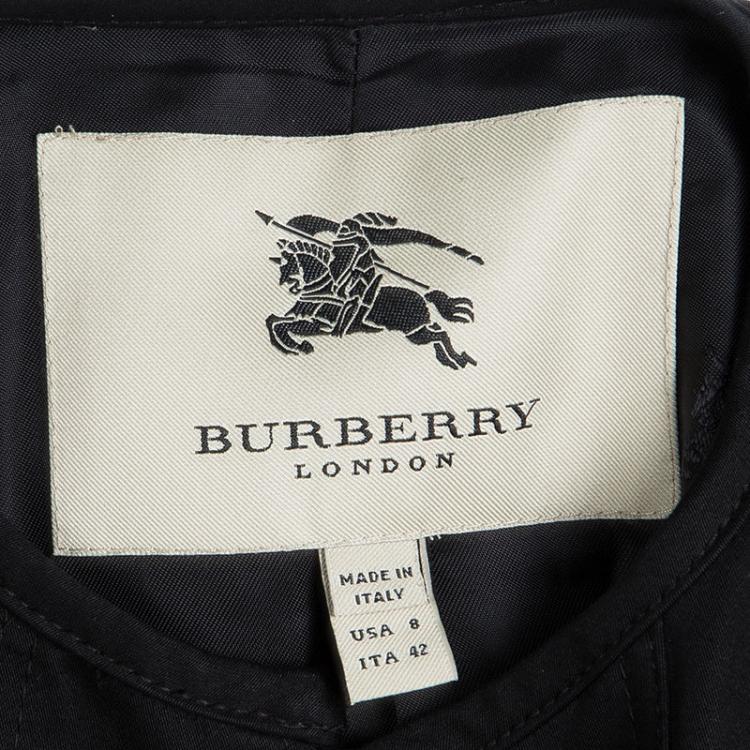 BURBERRY
LONDON
MADE IN
ITALY
USA 8
ITA 42